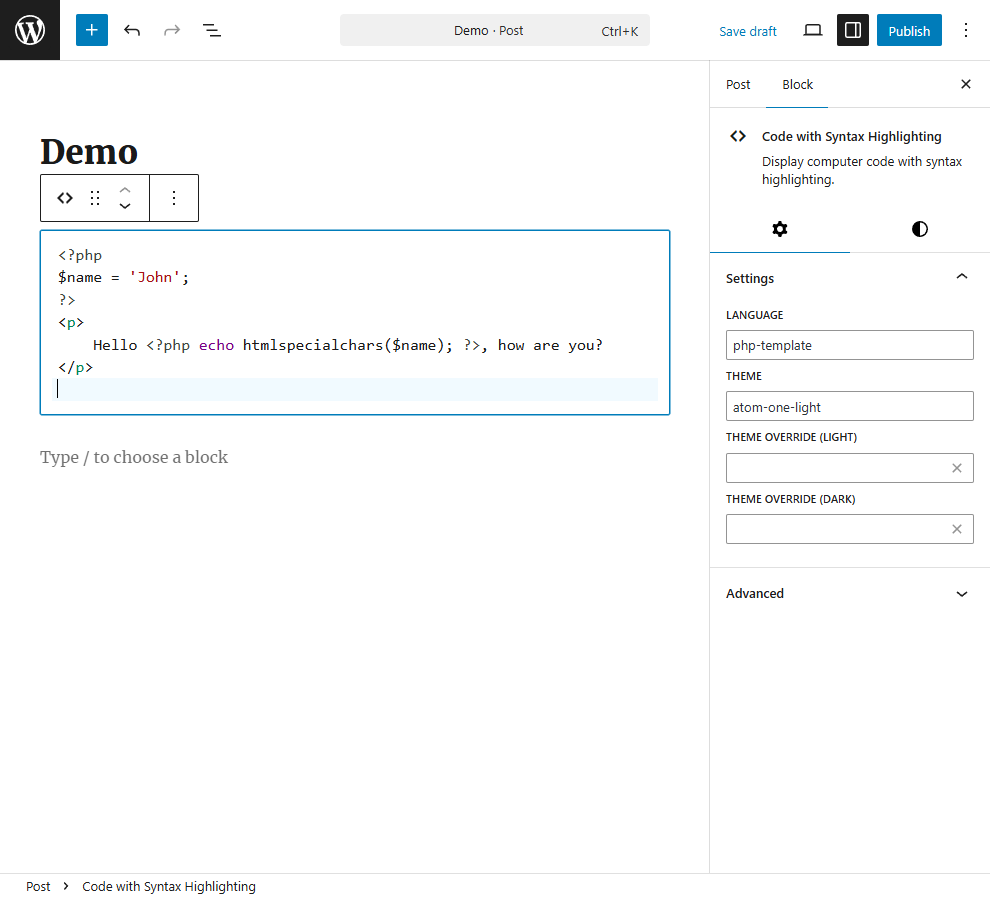 Demo · Post Ctrl+K
Save draft
Publish
Demo
<?php
$name = 'John';
?>
<p>
    Hello <?php echo htmlspecialchars($name); ?>, how are you?
</p>
Type / to choose a block
Post Block
Code with Syntax Highlighting
Display computer code with syntax
highlighting.
Settings
LANGUAGE
php-template
THEME
atom-one-light
THEME OVERRIDE (LIGHT)
THEME OVERRIDE (DARK)
Advanced
Post > Code with Syntax Highlighting